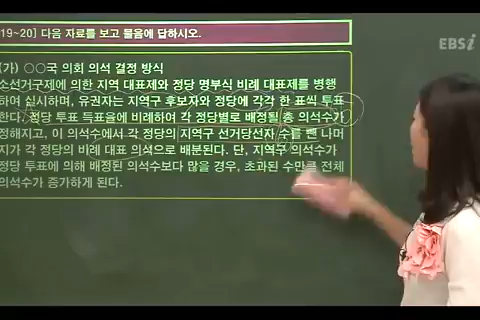 19~20] 다음 자료를 보고 물음에 답하시오.
EBSi
(가) ○○국 의회 의석 결정 방식
소선거구제에 의한 지역 대표제와 정당 명부식 비례 대표제를 병행
하여 실시하며, 유권자는 지역구 후보자와 정당에 각각 한 표씩 투표
한다. 정당 투표 득표율에 비례하여 각 정당별로 배정될 총 의석수가
정해지고, 이 의석수에서 각 정당의 지역구 선거당선자 수를 뺀 나머
지가 각 정당의 비례 대표 의석으로 배분된다. 단, 지역구 의석수가
정당 투표에 의해 배정된 의석수보다 많을 경우, 초과된 수만큼 전체
의석수가 증가하게 된다.